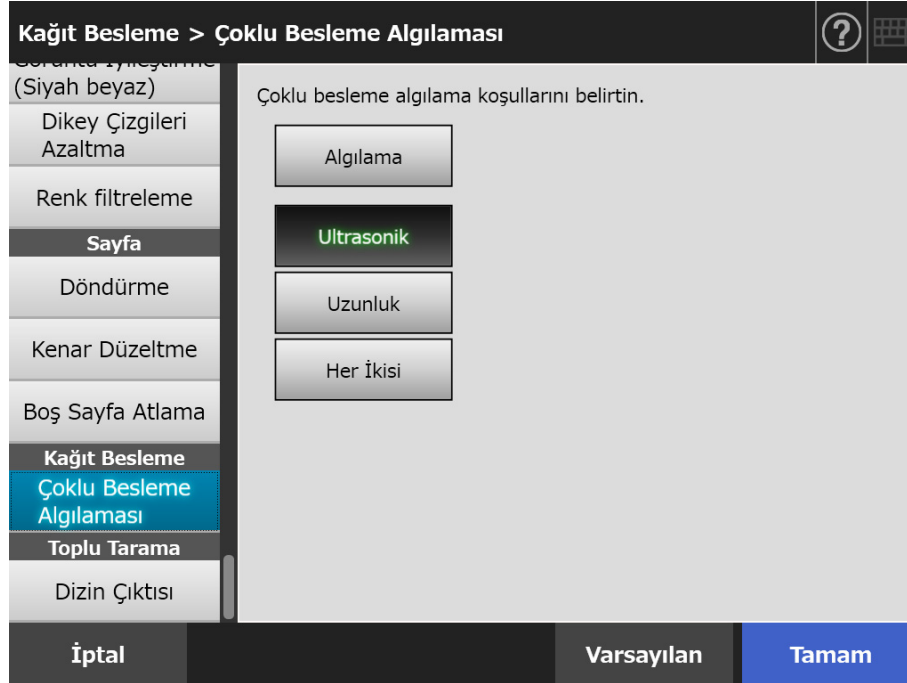 Kağıt Besleme > Çoklu Besleme Algılaması
?
(Siyah beyaz)
Dikey Çizgileri
Azaltma
Renk filtreleme
Sayfa
Döndürme
Kenar Düzeltme
Boş Sayfa Atlama
Kağıt Besleme
Çoklu Besleme
Algılaması
Toplu Tarama
Dizin Çıktısı
Çoklu besleme algılama koşullarını belirtin.
Algılama
Ultrasonik
Uzunluk
Her İkisi
İptal
Varsayılan
Tamam